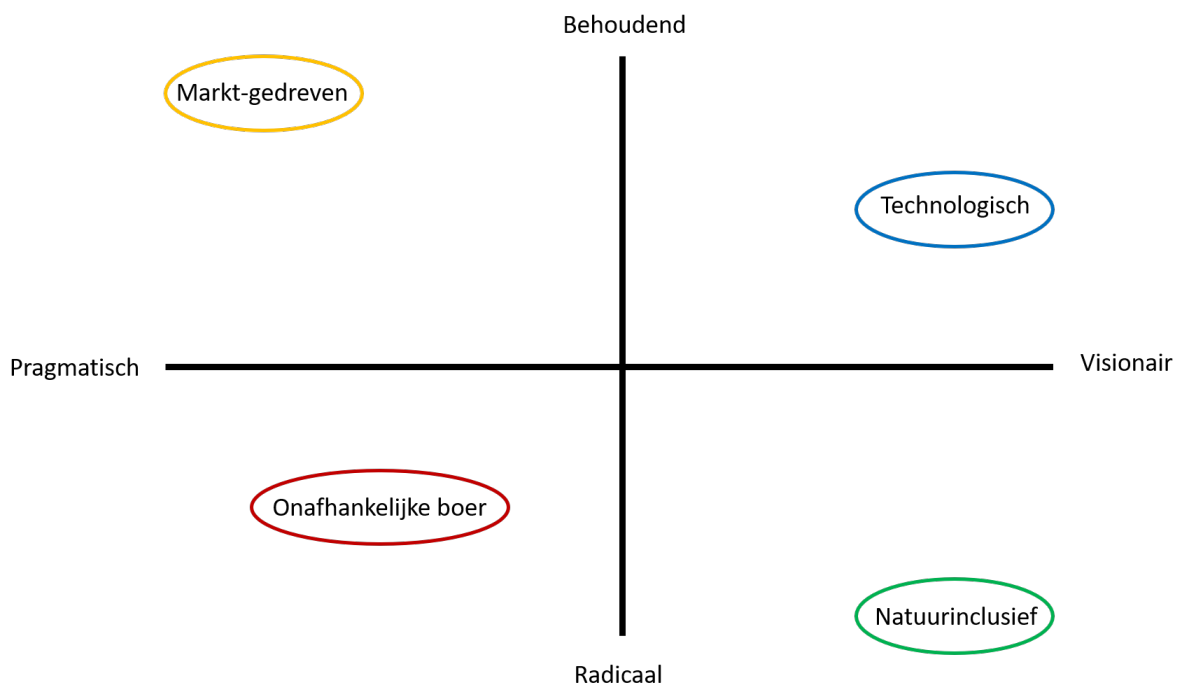 Behoudend
Markt-gedreven
Technologisch
Pragmatisch
Visionair
Onafhankelijke boer
Natuurinclusief
Radicaal